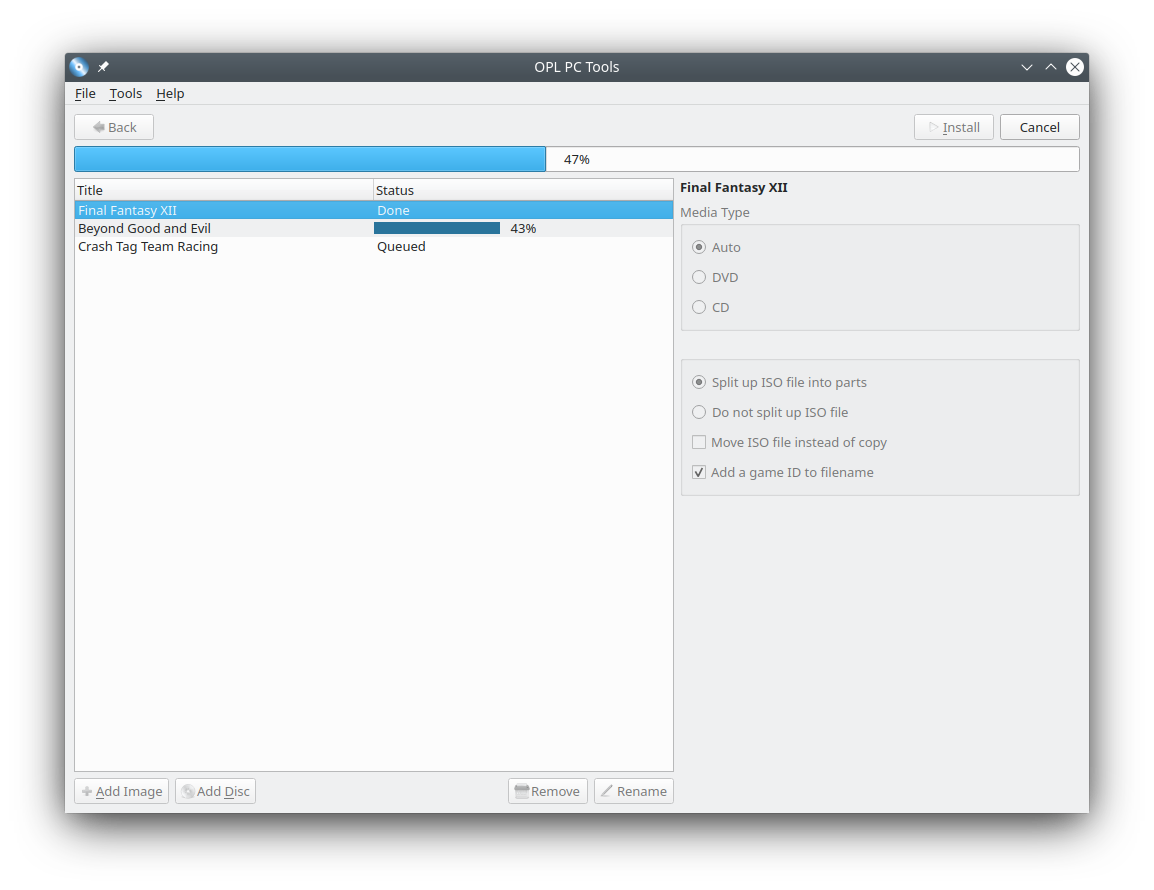 OPL PC Tools
File Tools Help
Back Install Cancel
47%
Title Status
Final Fantasy XII Done
Beyond Good and Evil 43%
Crash Tag Team Racing Queued
Final Fantasy XII
Media Type
Auto
DVD
CD
Split up ISO file into parts
Do not split up ISO file
Move ISO file instead of copy
Add a game ID to filename
Add Image Add Disc Remove Rename